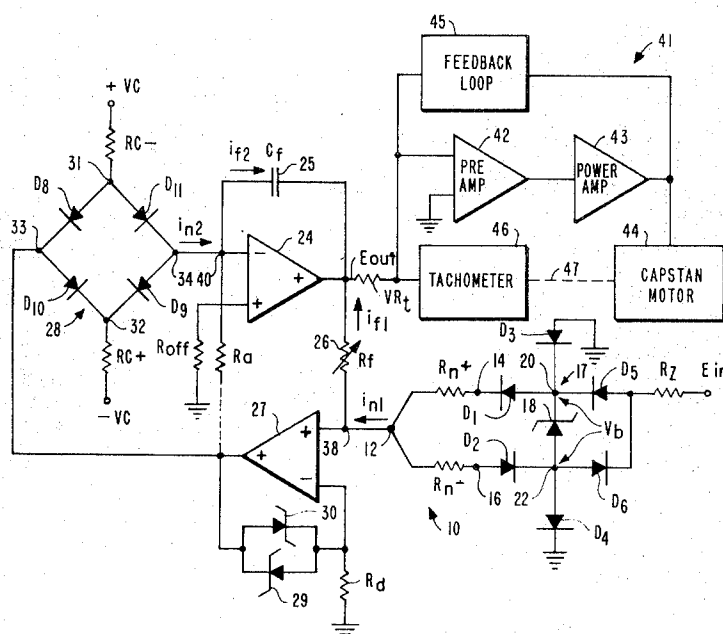 45
41
FEEDBACK
LOOP
+ VC
RC-
31
if2
Cf
25
42
43
PRE
AMP
POWER
AMP
D8
D11
in2
33
34
40
24
-
+
+
Eout
VRt
46
44
TACHOMETER
47
CAPSTAN
MOTOR
D10
D9
28
32
RC+
-VC
Roff
Ra
26
Rf
if1
D3
Rn+
14
20
17
D5
RZ
Ein
in1
D1
18
Vb
27
+
+
-
38
12
D2
Rn-
16
22
D6
10
30
D4
29
Rd